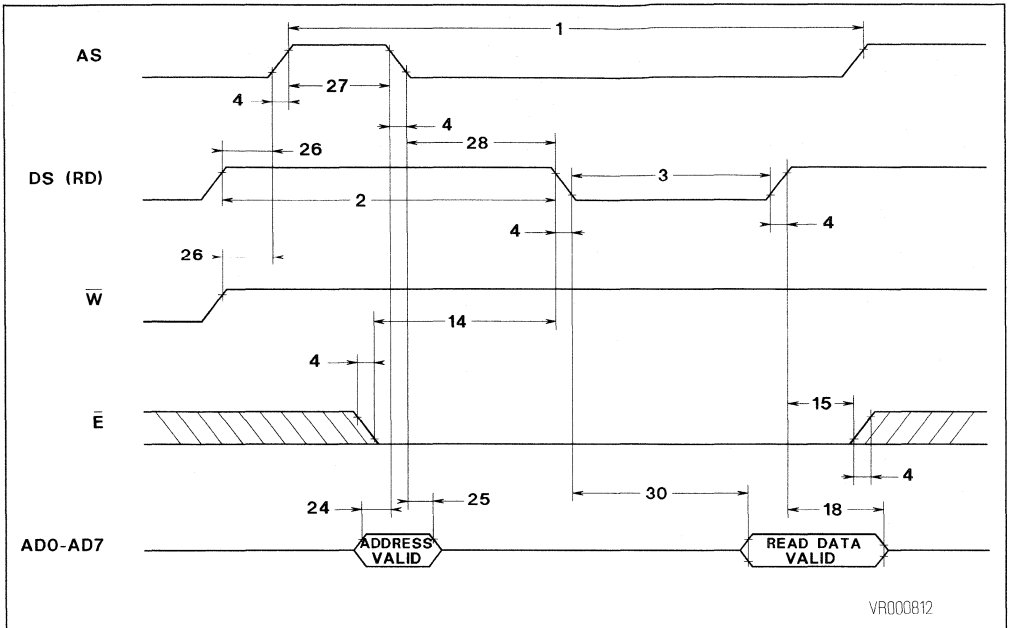 1
AS
27
4
4
28
26
DS (RD)
3
2
4
4
26
W̅
14
4
15
E̅
4
30
25
24
18
AD0-AD7
ADDRESS VALID
READ DATA VALID
VR000812